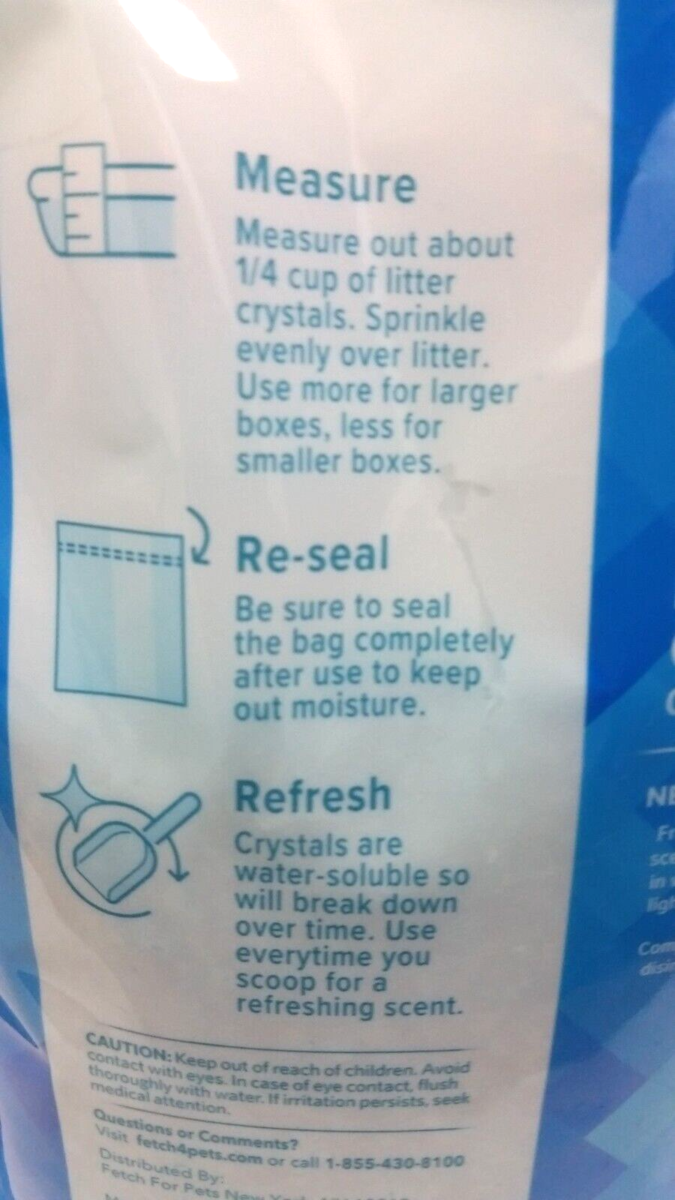 Measure
Measure out about
1/4 cup of litter
crystals. Sprinkle
evenly over litter.
Use more for larger
boxes, less for
smaller boxes.
Re-seal
Be sure to seal
the bag completely
after use to keep
out moisture.
Refresh
Crystals are
water-soluble so
will break down
over time. Use
everytime you
scoop for a
refreshing scent.
CAUTION: Keep out of reach of children. Avoid
contact with eyes. In case of eye contact, flush
thoroughly with water. If irritation persists, seek
medical attention.
Questions or Comments?
Visit fetch4pets.com or call 1-855-430-8100
Distributed By:
Fetch For Pets New York